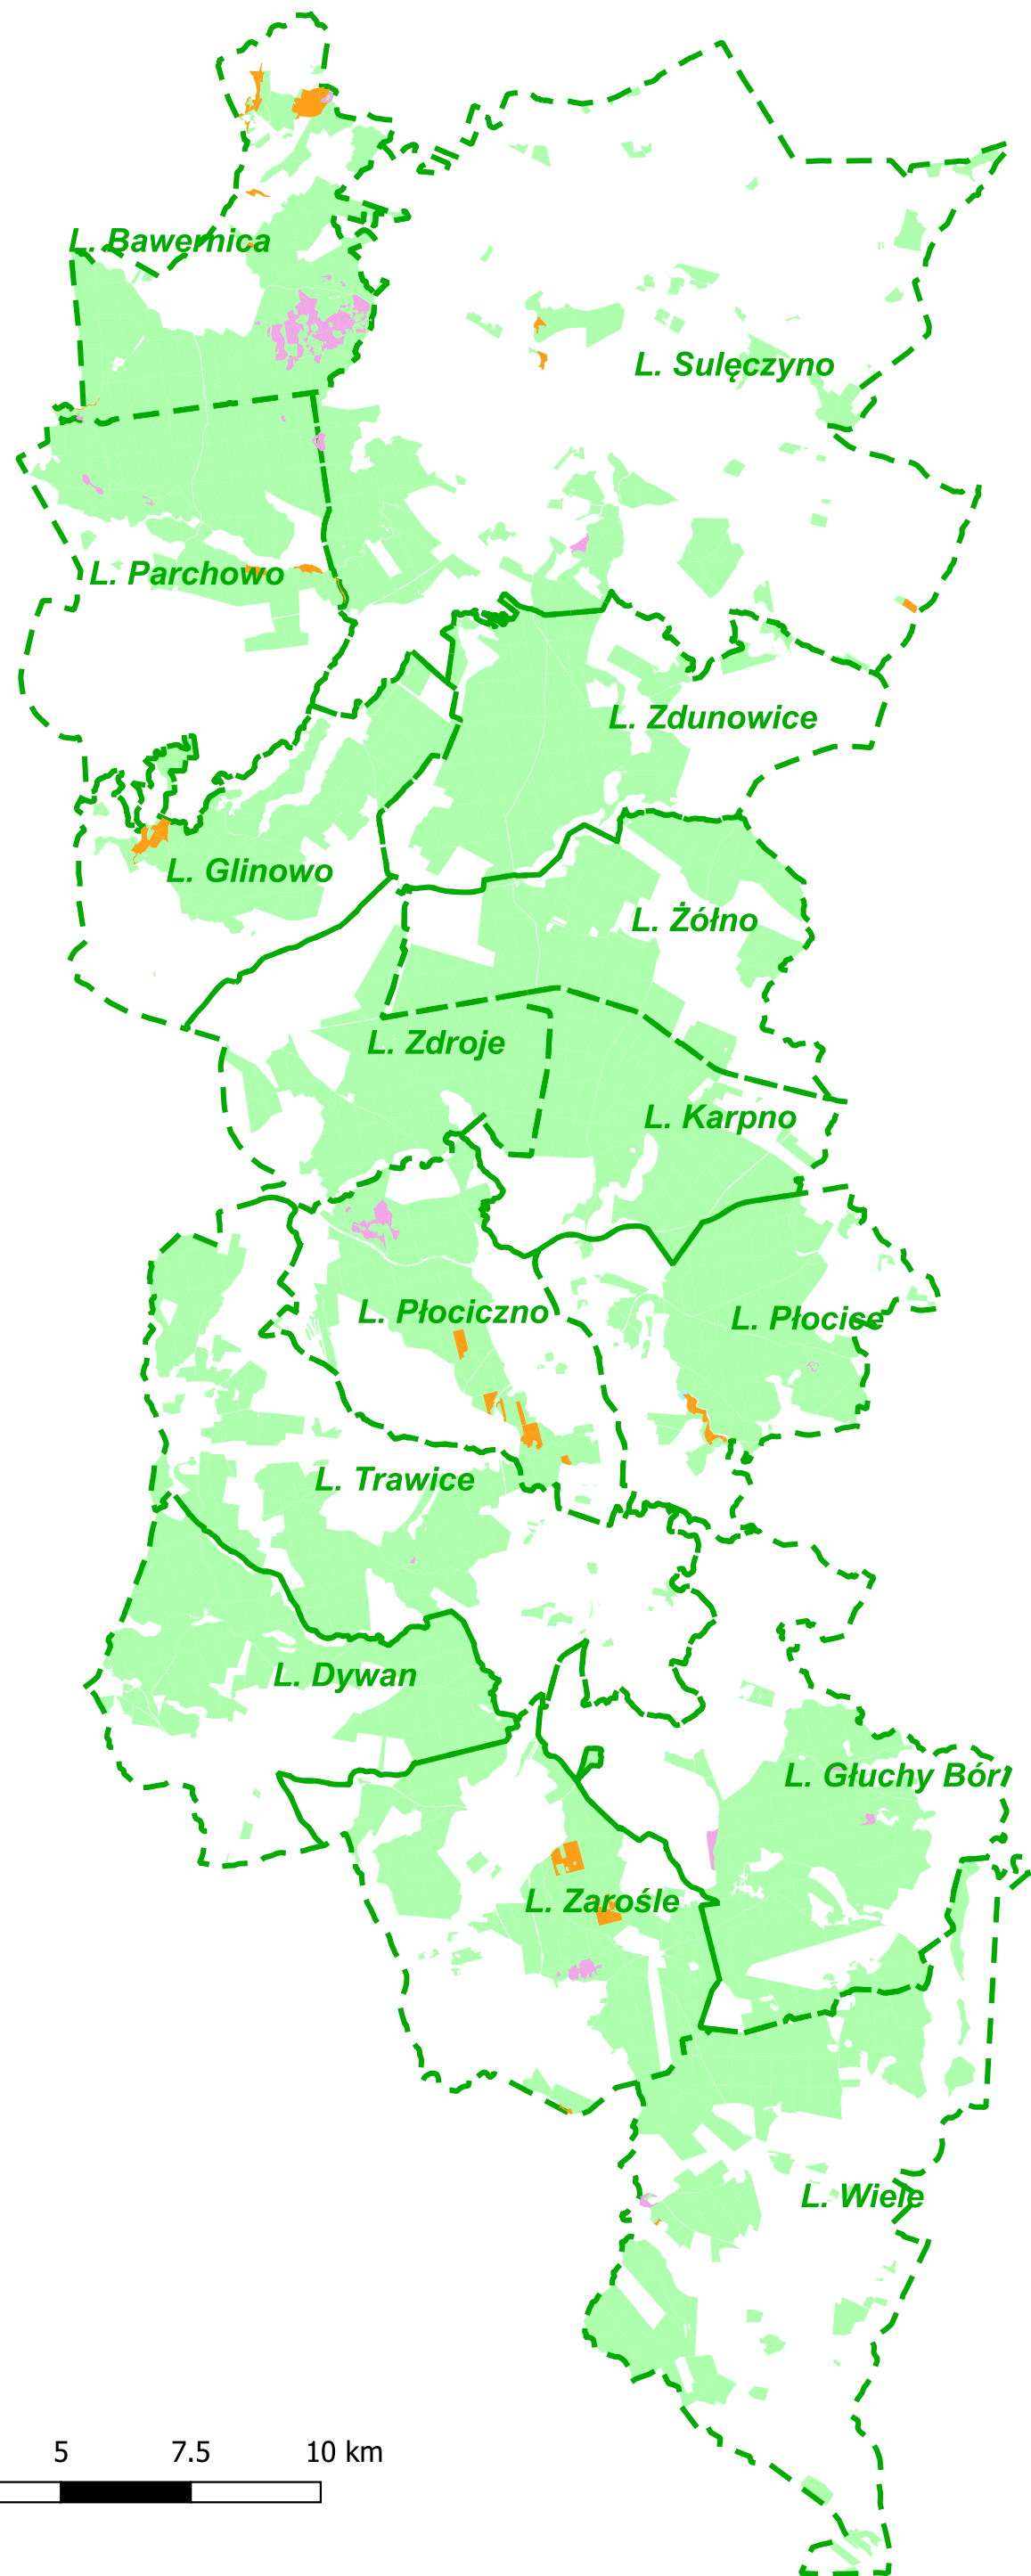 L. Bawernica
L. Sulęczyno
L. Parchowo
L. Zdunowice
L. Glinowo
L. Żółno
L. Zdroje
L. Karpno
L. Płociczno
L. Płocice
L. Trawice
L. Dywan
L. Głuchy Bór
L. Zarośle
L. Wiele
5 7.5 10 km